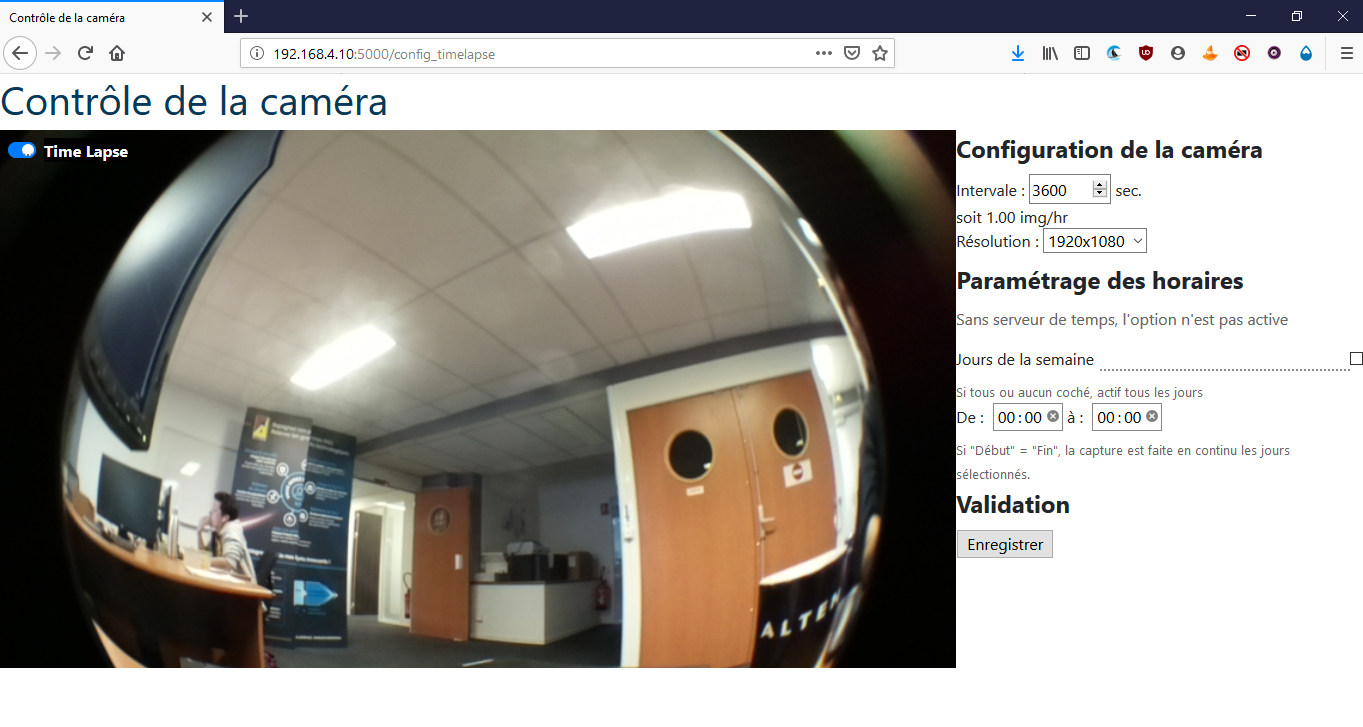 Contrôle de la caméra
192.168.4.10:5000/config_timelapse
Contrôle de la caméra
Time Lapse
ALTEN
Configuration de la caméra
Intervale : 3600 sec.
soit 1.00 img/hr
Résolution : 1920x1080
Paramétrage des horaires
Sans serveur de temps, l'option n'est pas active
Jours de la semaine
Si tous ou aucun coché, actif tous les jours
De : 00:00 à : 00:00
Si "Début" = "Fin", la capture est faite en continu les jours
sélectionnés.
Validation
Enregistrer